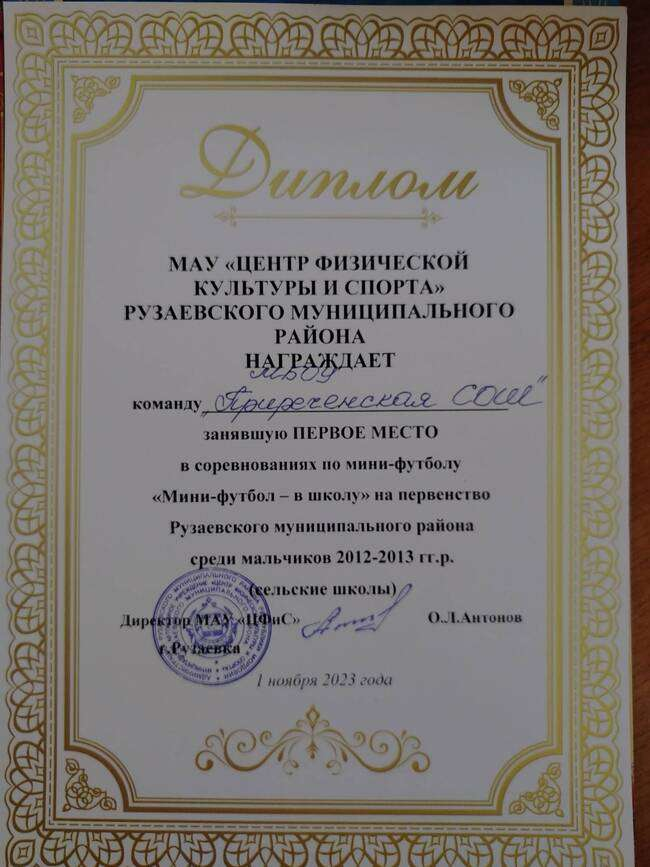 Диплом
МАУ «ЦЕНТР ФИЗИЧЕСКОЙ
КУЛЬТУРЫ И СПОРТА»
РУЗАЕВСКОГО МУНИЦИПАЛЬНОГО
РАЙОНА
НАГРАЖДАЕТ
МБОУ
команду "Приреченская СОШ"
занявшую ПЕРВОЕ МЕСТО
в соревнованиях по мини-футболу
«Мини-футбол – в школу» на первенство
Рузаевского муниципального района
среди мальчиков 2012-2013 гг.р.
(сельские школы)
Директор МАУ «ЦФиС» О.Л.Антонов
г.Рузаевка
1 ноября 2023 года